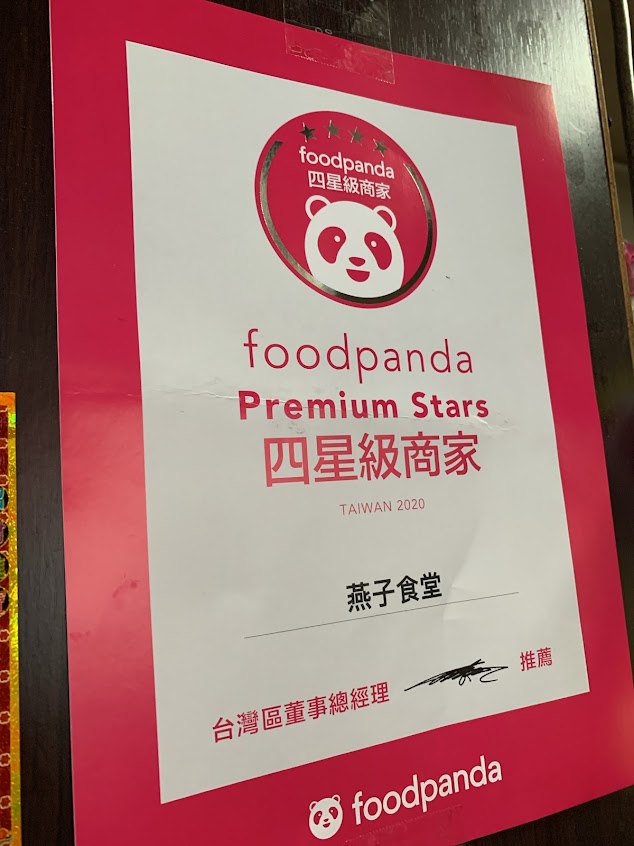 foodpanda
四星級商家
foodpanda
Premium Stars
四星級商家
TAIWAN 2020
燕子食堂
台灣區董事總經理 推薦
foodpanda